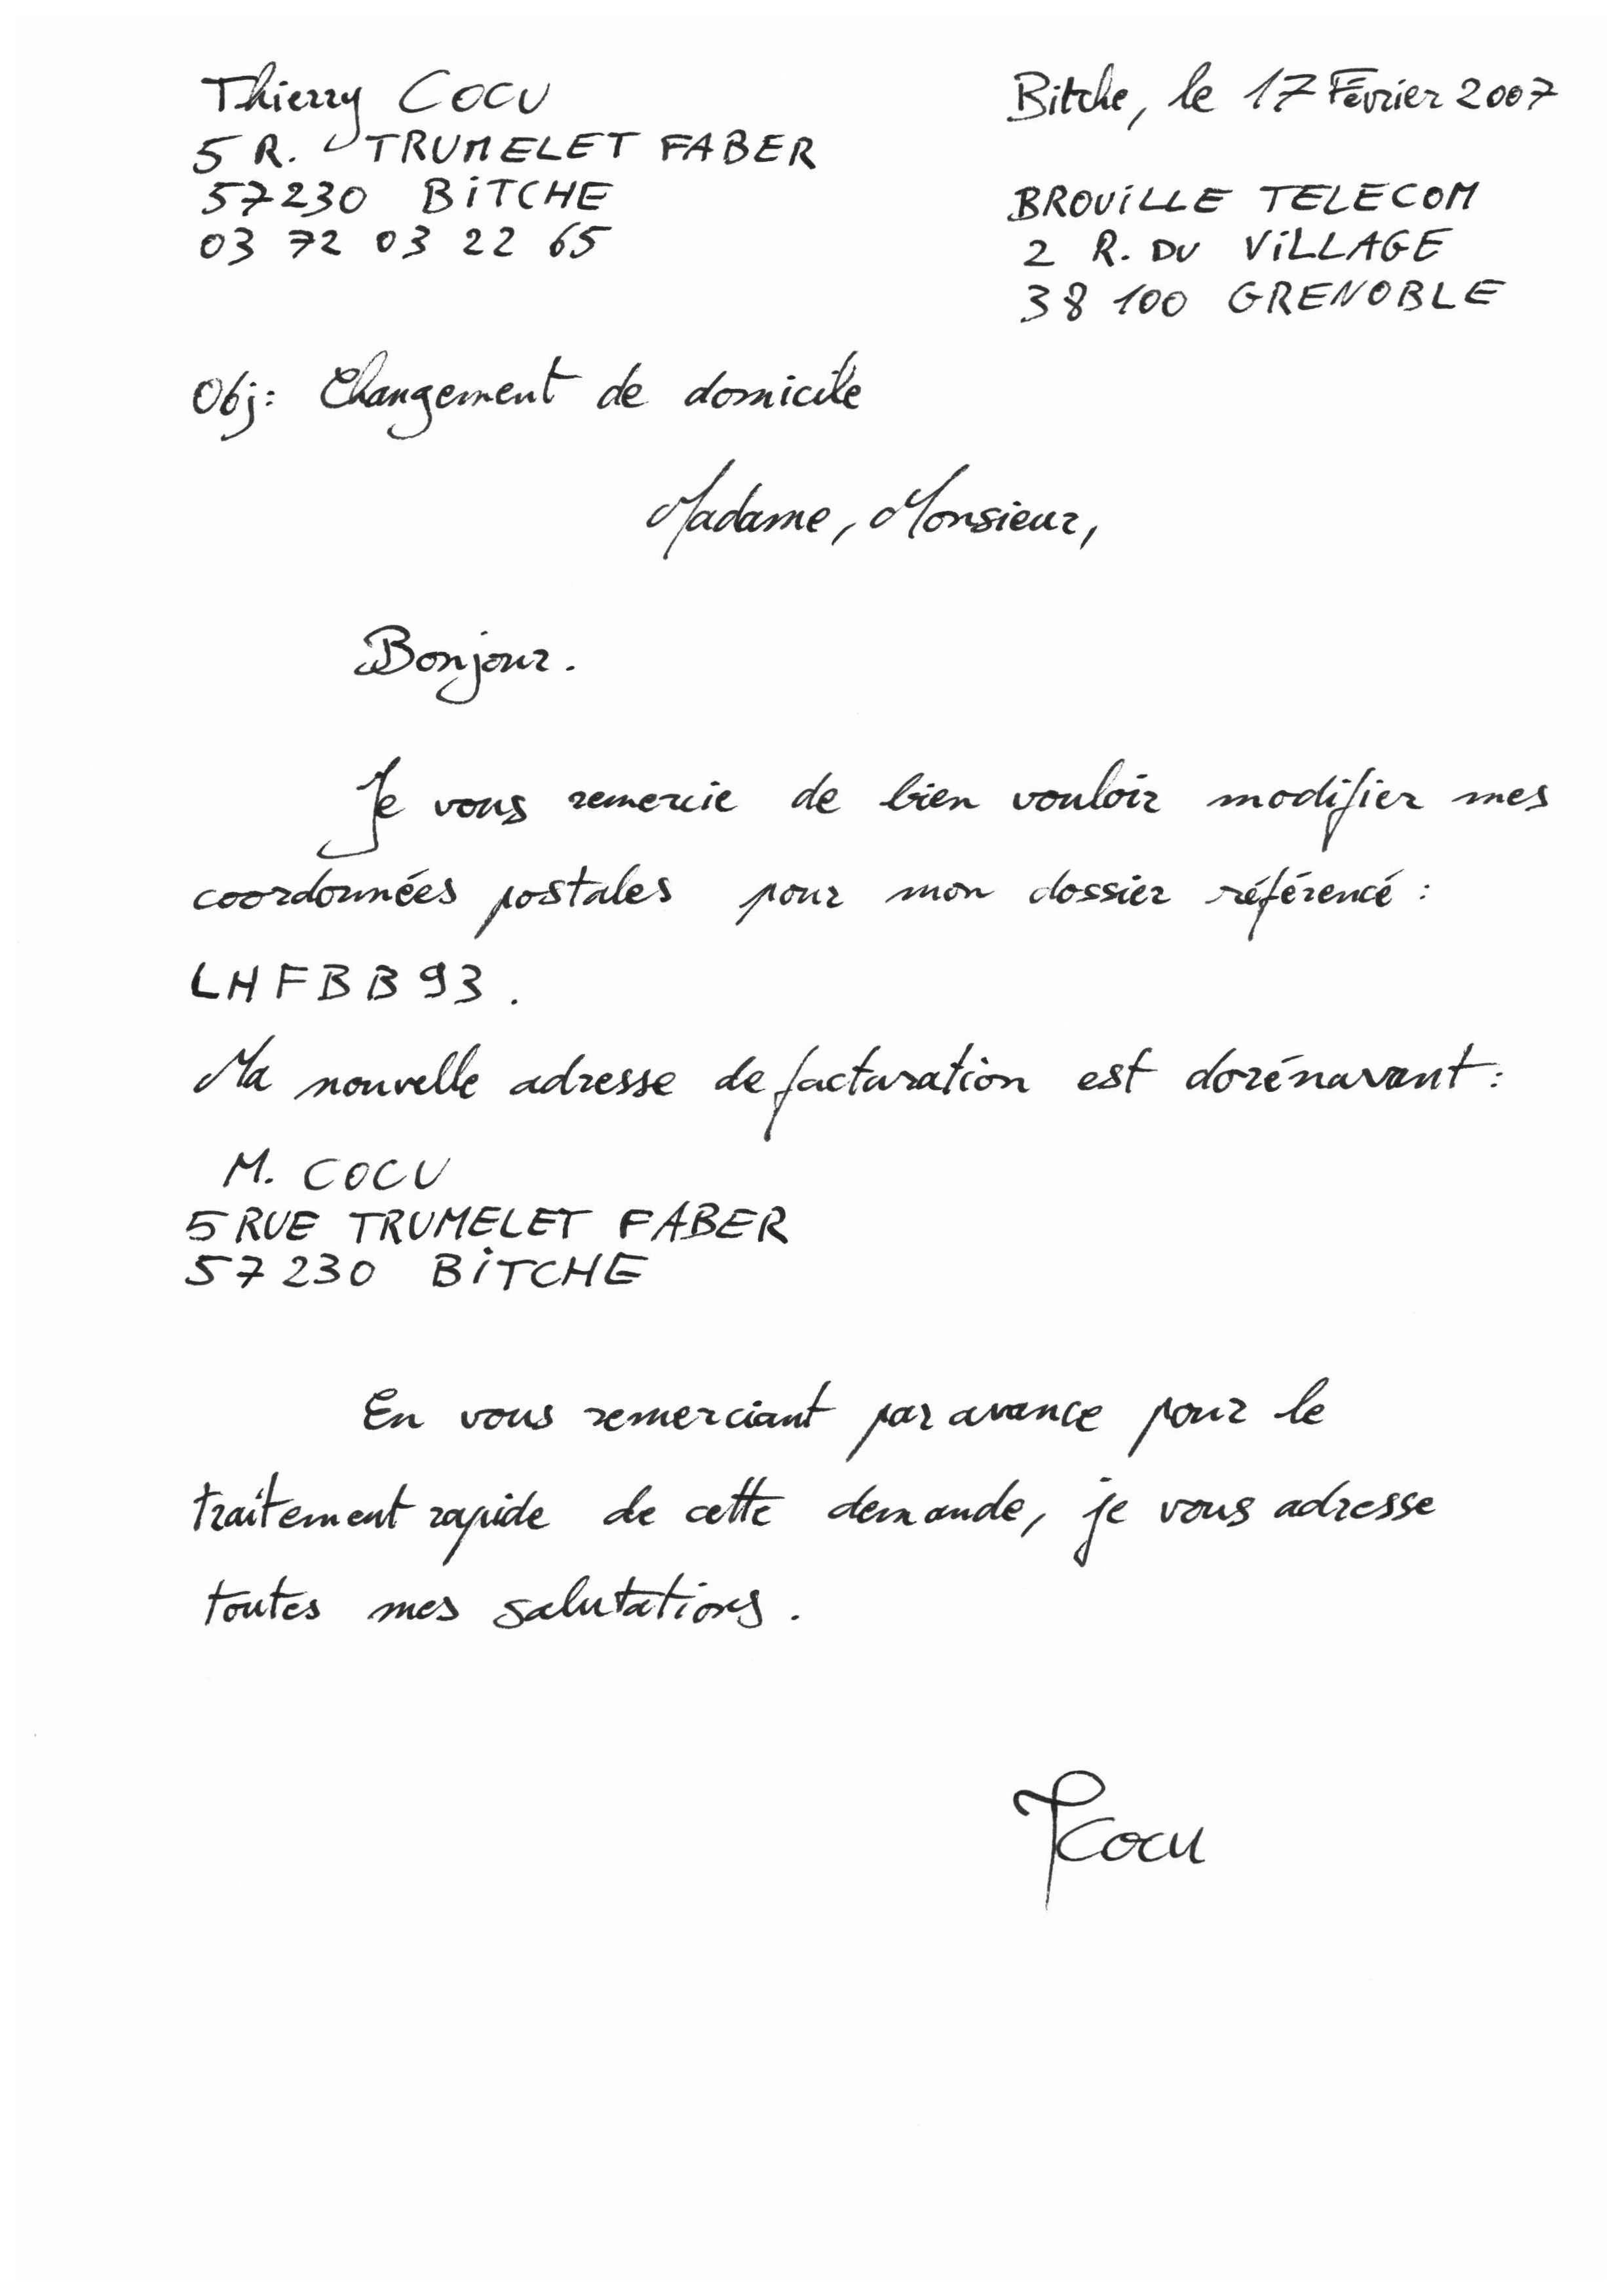 Thierry COCU
5 R. TRUMELET FABER
57230 BITCHE
03 72 03 22 65
Bitche, le 17 Février 2007
BROUILLE TELECOM
2 R. DU VILLAGE
38 100 GRENOBLE
Obj: Changement de domicile
Madame, Monsieur,
Bonjour.
Je vous remercie de bien vouloir modifier mes
coordonnées postales pour mon dossier référencé :
LHFBB93.
Ma nouvelle adresse de facturation est dorénavant :
M. COCU
5 RUE TRUMELET FABER
57 230 BITCHE
En vous remerciant par avance pour le
traitement rapide de cette demande, je vous adresse
toutes mes salutations.
TCocu